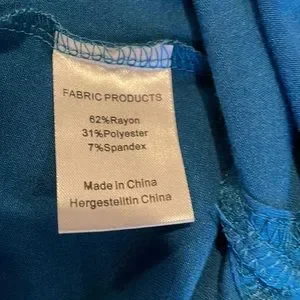 FABRIC PRODUCTS
62%Rayon
31%Polyester
7%Spandex
Made in China
Hergestelltin China